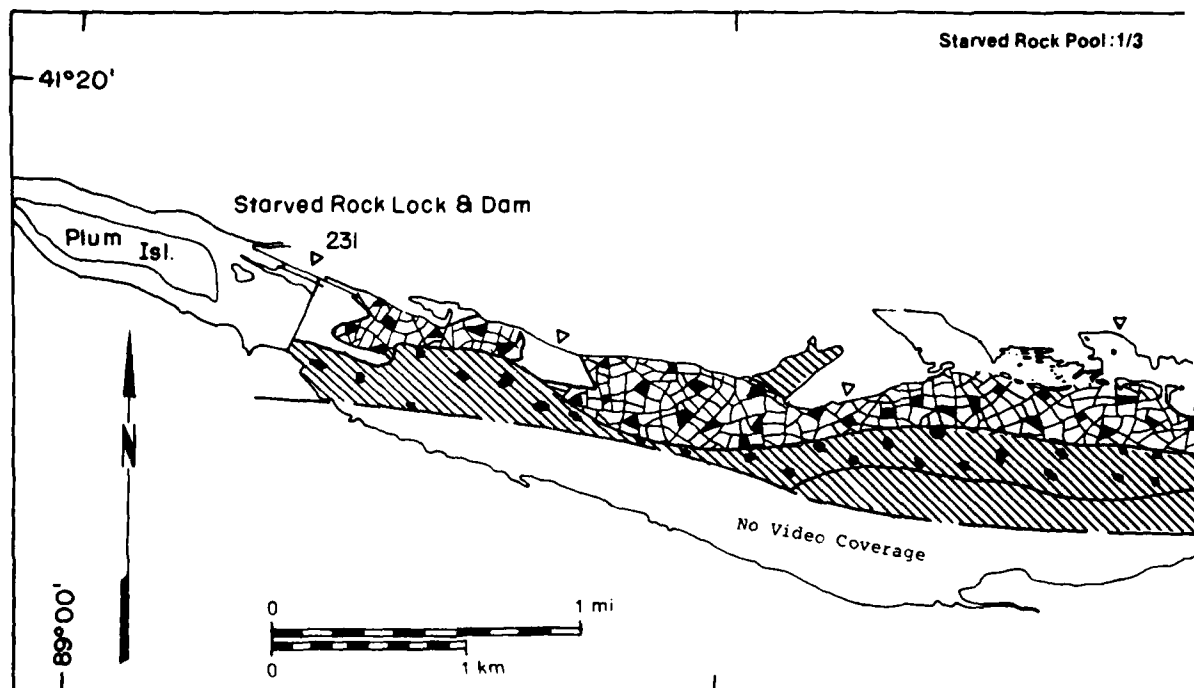 Starved Rock Pool:1/3
41°20'
Starved Rock Lock & Dam
231
Plum Isl.
N
No Video Coverage
89°00'
0 1 mi
0 1 km